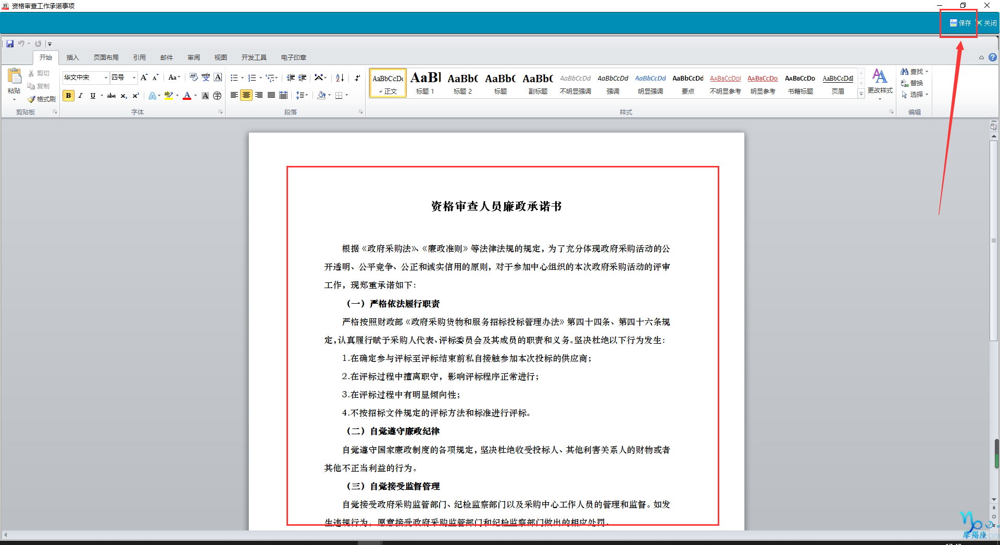 资格审查工作承诺事项
保存 关闭
开始 插入 页面布局 引用 邮件 审阅 视图 开发工具 电子印章
粘贴 剪切 复制 格式刷
华文中宋 四号
AaBbCcDc AaBl AaBbC AaBbC AaBbC AaBbCcDd AaBbCcDd AaBbCcDd AaBbCcDd AaBbCcDd AaBbCcDd AaBbCcDd AaBbCcDdE
正文 标题 1 标题 2 标题 副标题 不明显强调 强调 明显强调 要点 不明显参考 明显参考 书籍标题 页眉
更改样式
查找
替换
选择
剪贴板 字体 段落 样式 编辑
资格审查人员廉政承诺书
根据《政府采购法》、《廉政准则》等法律法规的规定，为了充分体现政府采购活动的公
开透明、公平竞争、公正和诚实信用的原则，对于参加中心组织的本次政府采购活动的评审
工作，现郑重承诺如下：
（一）严格依法履行职责
严格按照财政部《政府采购货物和服务招标投标管理办法》第四十四条、第四十六条规
定，认真履行赋予采购人代表、评标委员会及其成员的职责和义务。坚决杜绝以下行为发生：
1.在确定参与评标至评标结束前私自接触参加本次投标的供应商；
2.在评标过程中擅离职守，影响评标程序正常进行；
3.在评标过程中有明显倾向性；
4.不按招标文件规定的评标方法和标准进行评标。
（二）自觉遵守廉政纪律
自觉遵守国家廉政制度的各项规定，坚决杜绝收受投标人、其他利害关系人的财物或者
其他不正当利益的行为。
（三）自觉接受监督管理
自觉接受政府采购监管部门、纪检监察部门以及采购中心工作人员的管理和监督。如发
生违规行为，愿意接受政府采购监管部门和纪检监察部门做出的相应处罚。
摩羯座